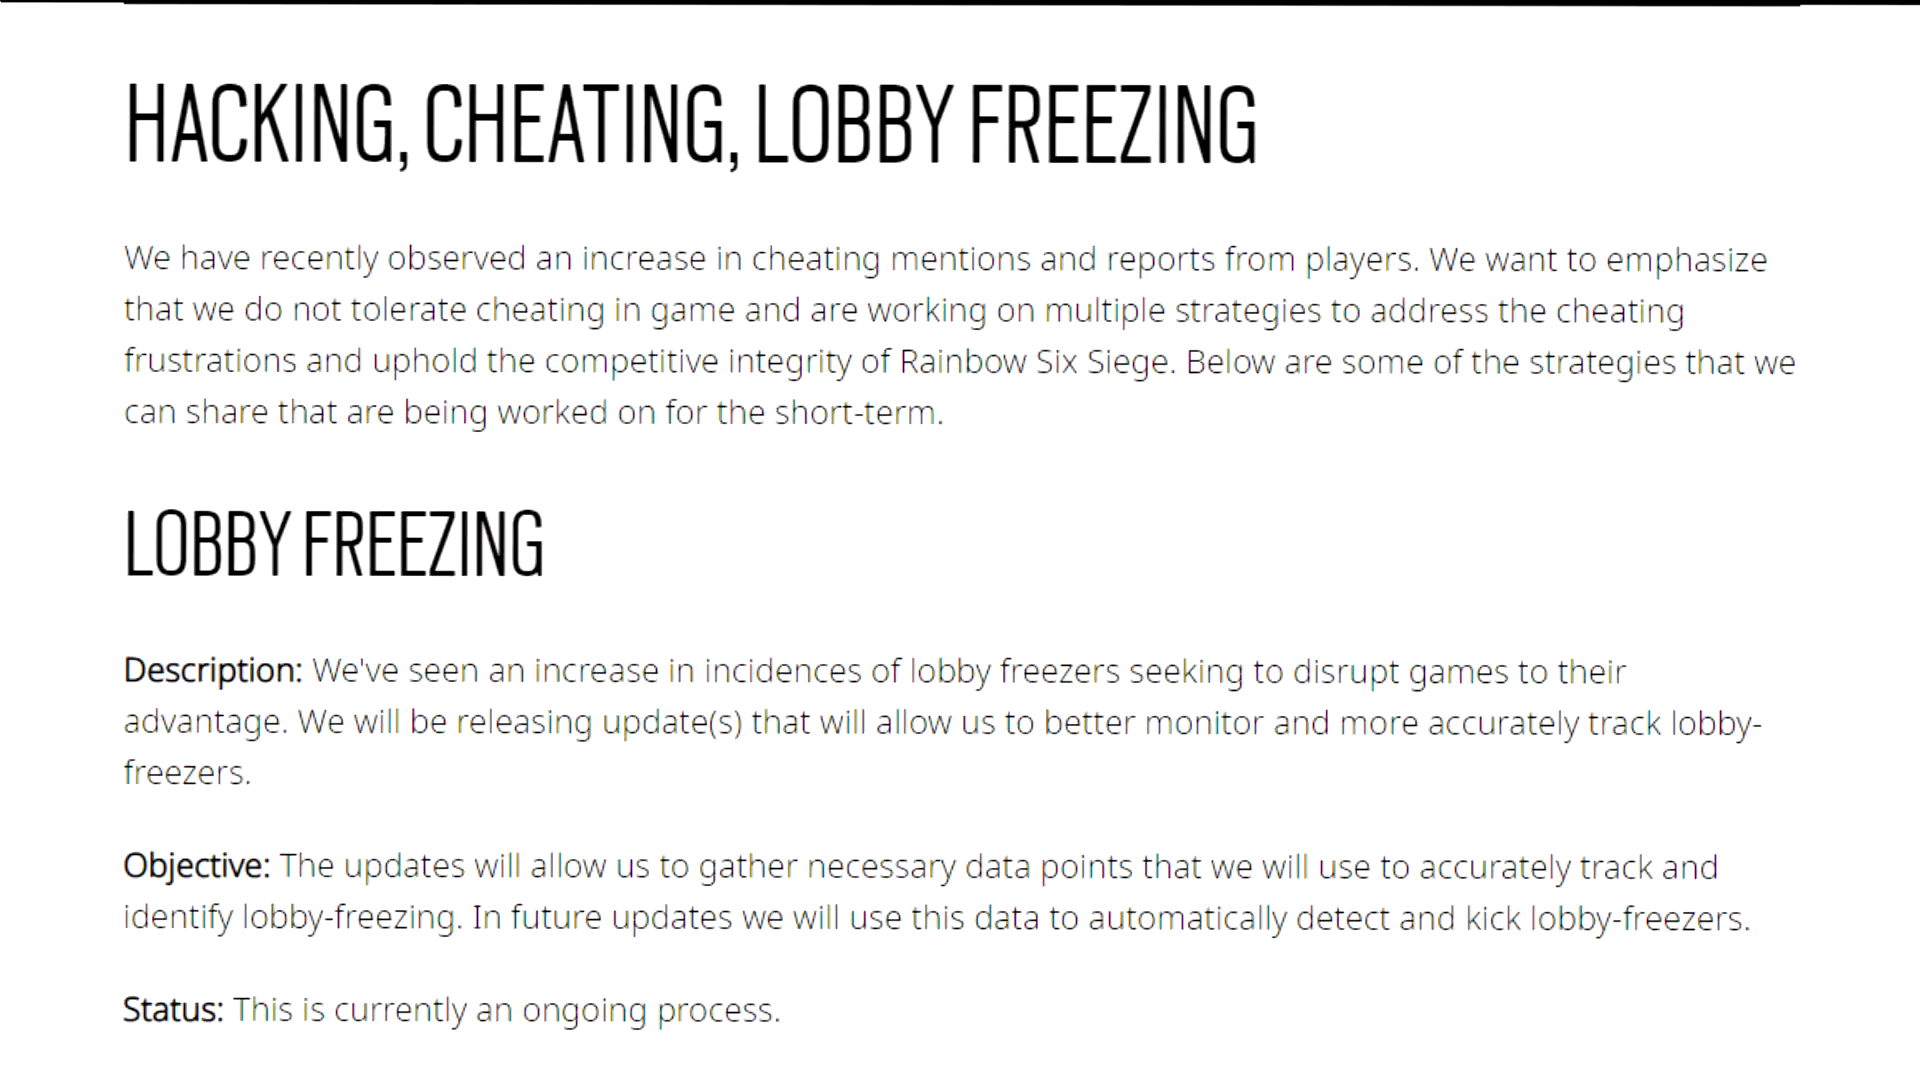 HACKING, CHEATING, LOBBY FREEZING
We have recently observed an increase in cheating mentions and reports from players. We want to emphasize
that we do not tolerate cheating in game and are working on multiple strategies to address the cheating
frustrations and uphold the competitive integrity of Rainbow Six Siege. Below are some of the strategies that we
can share that are being worked on for the short-term.
LOBBY FREEZING
Description: We've seen an increase in incidences of lobby freezers seeking to disrupt games to their
advantage. We will be releasing update(s) that will allow us to better monitor and more accurately track lobby-
freezers.
Objective: The updates will allow us to gather necessary data points that we will use to accurately track and
identify lobby-freezing. In future updates we will use this data to automatically detect and kick lobby-freezers.
Status: This is currently an ongoing process.